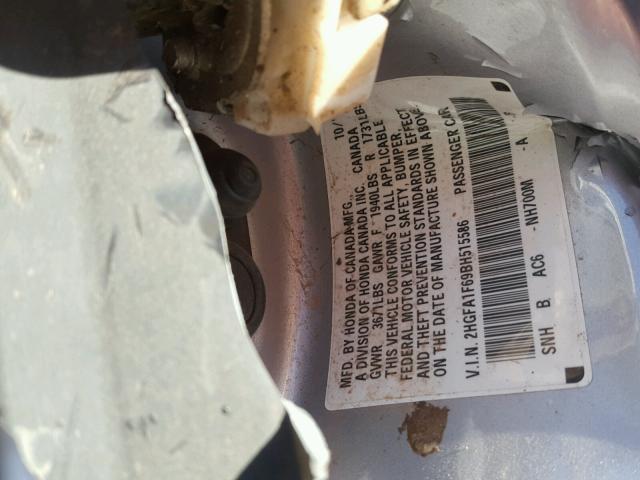 MFD. BY HONDA OF CANADA MFG., 10/
A DIVISION OF HONDA CANADA INC. CANADA
GVWR 3671LBS GAWR F 1940LBS R 1731LBS
THIS VEHICLE CONFORMS TO ALL APPLICABLE
FEDERAL MOTOR VEHICLE SAFETY, BUMPER,
AND THEFT PREVENTION STANDARDS IN EFFECT
ON THE DATE OF MANUFACTURE SHOWN ABOVE.
V.I.N. 2HGFA1F69BH515586 PASSENGER CAR
SNH B AC6 -NH700M -A